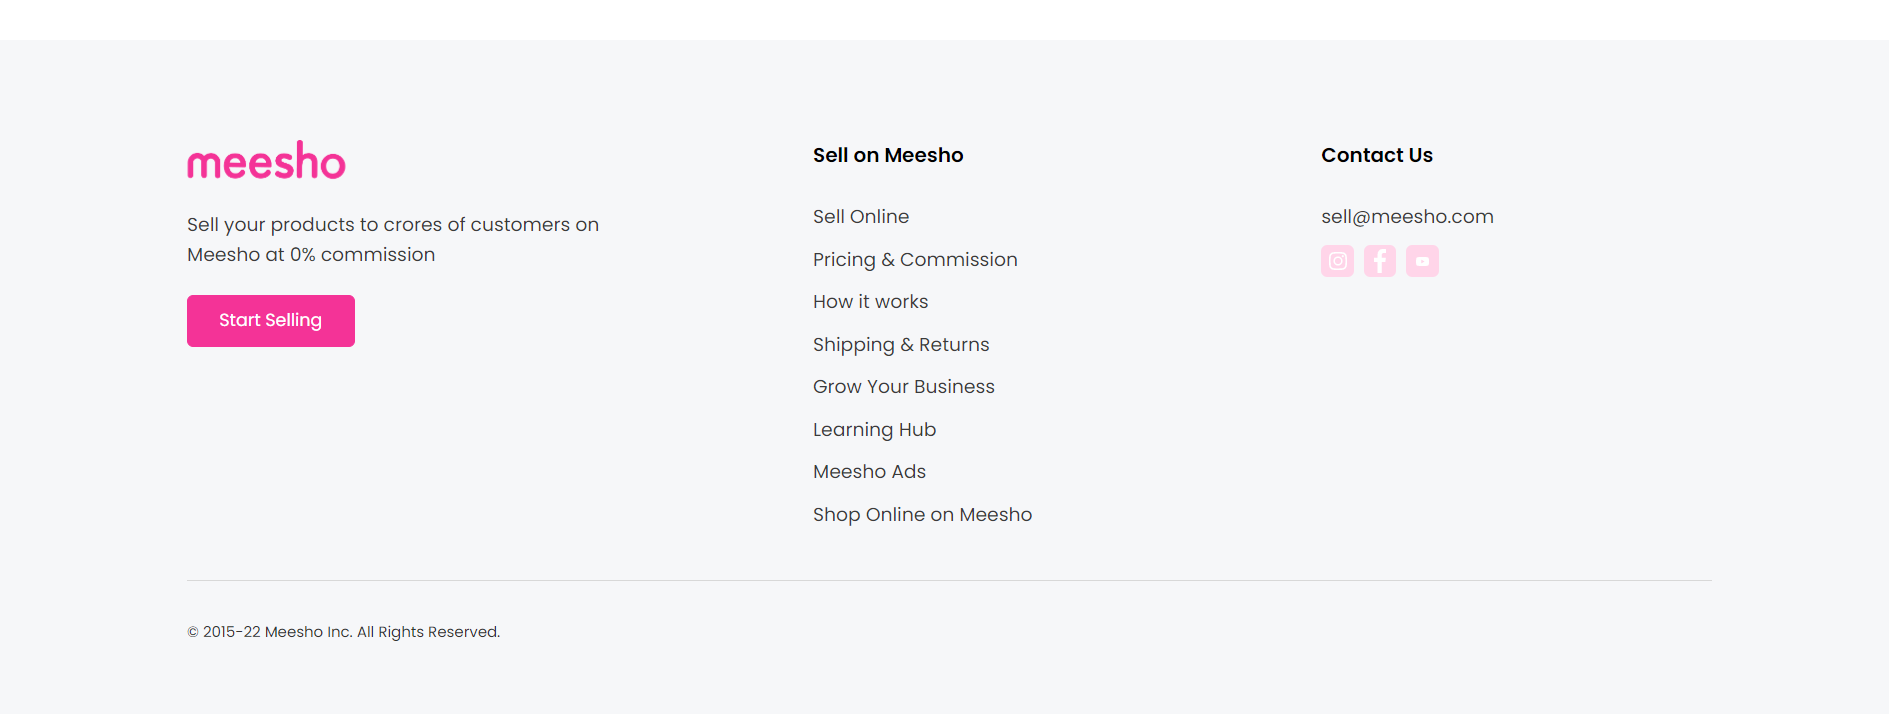 meesho
Sell your products to crores of customers on
Meesho at 0% commission
Start Selling
Sell on Meesho
Sell Online
Pricing & Commission
How it works
Shipping & Returns
Grow Your Business
Learning Hub
Meesho Ads
Shop Online on Meesho
Contact Us
sell@meesho.com
© 2015-22 Meesho Inc. All Rights Reserved.